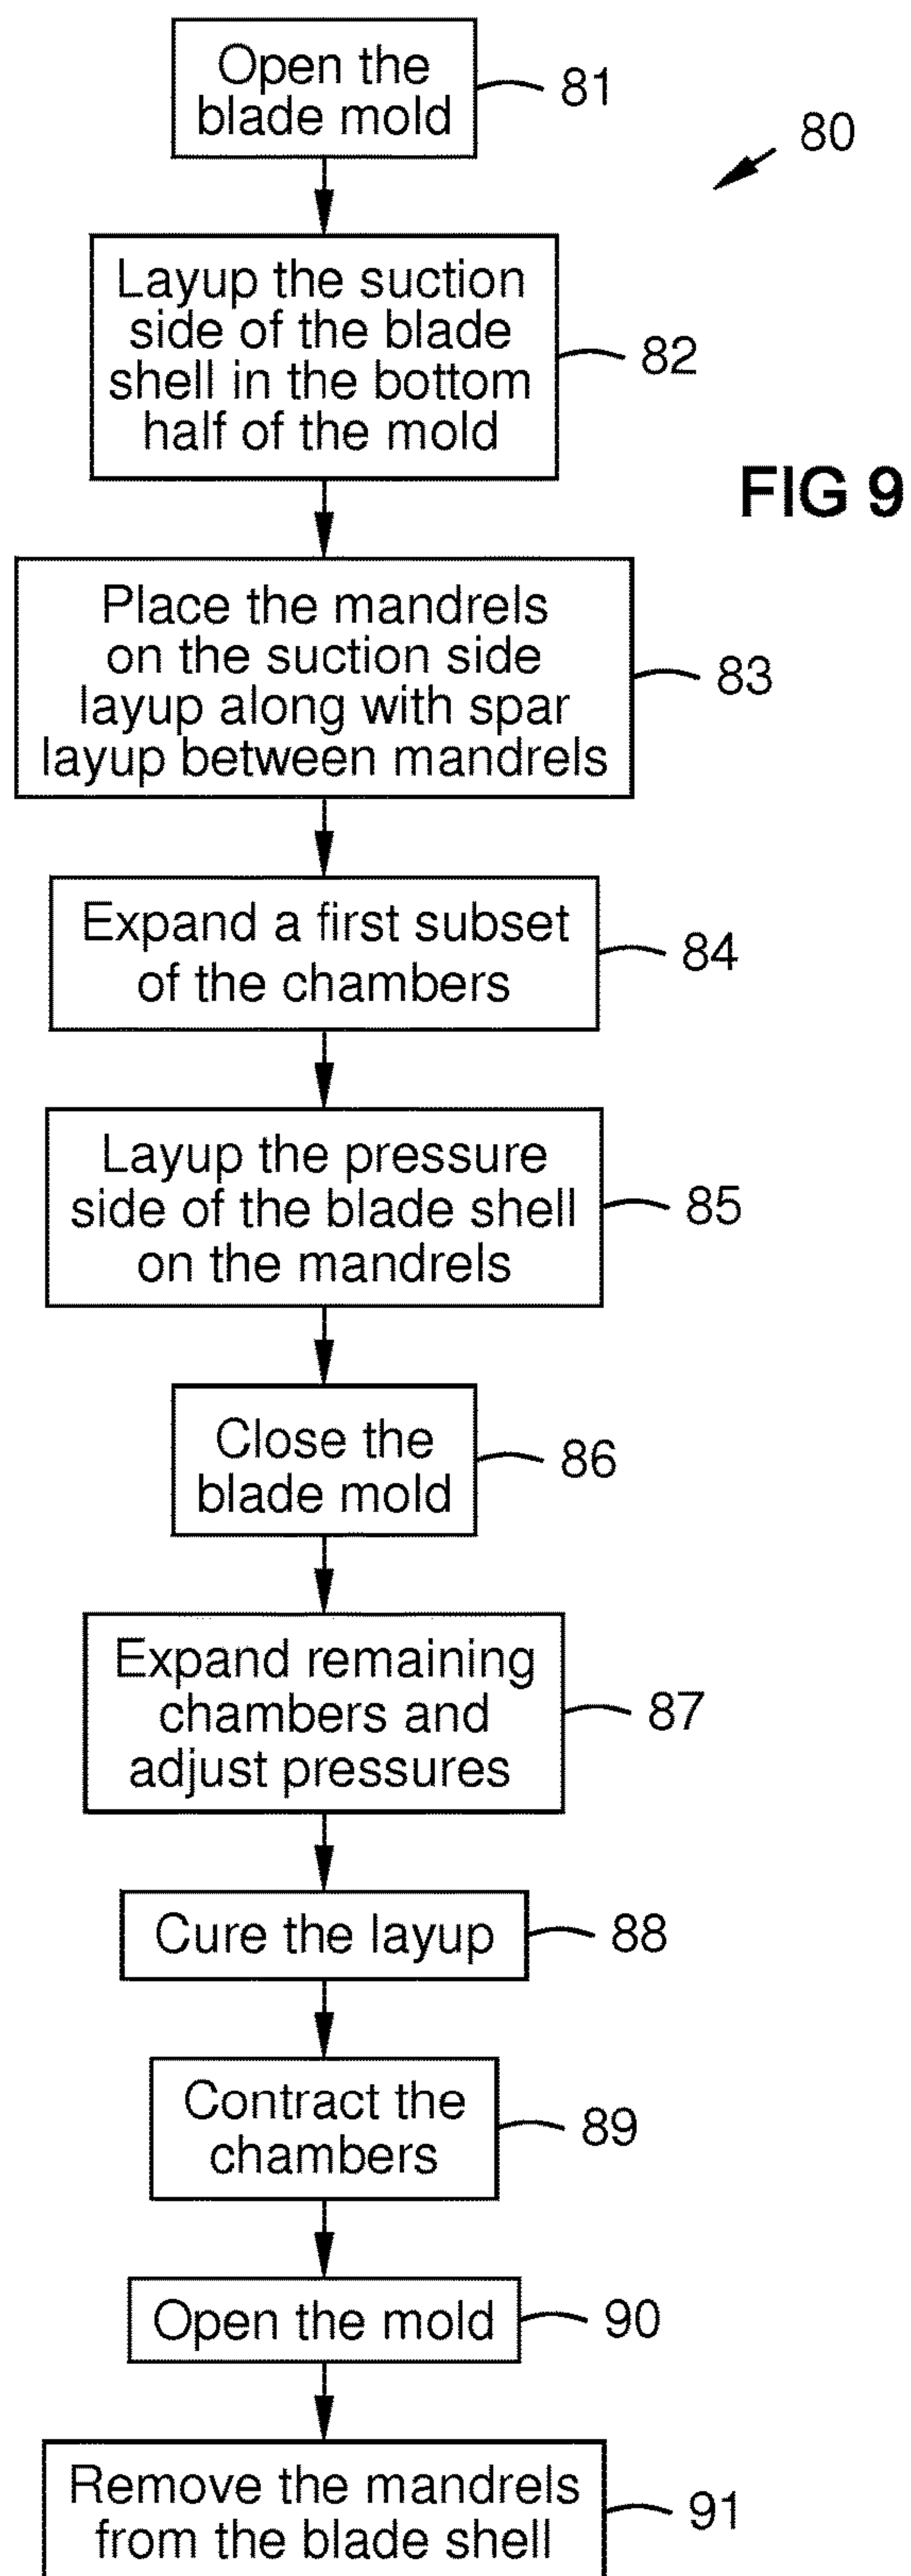 Open the
blade mold
81
80
Layup the suction
side of the blade
shell in the bottom
half of the mold
82
FIG 9
Place the mandrels
on the suction side
layup along with spar
layup between mandrels
83
Expand a first subset
of the chambers
84
Layup the pressure
side of the blade shell
on the mandrels
85
Close the
blade mold
86
Expand remaining
chambers and
adjust pressures
87
Cure the layup
88
Contract the
chambers
89
Open the mold
90
Remove the mandrels
from the blade shell
91